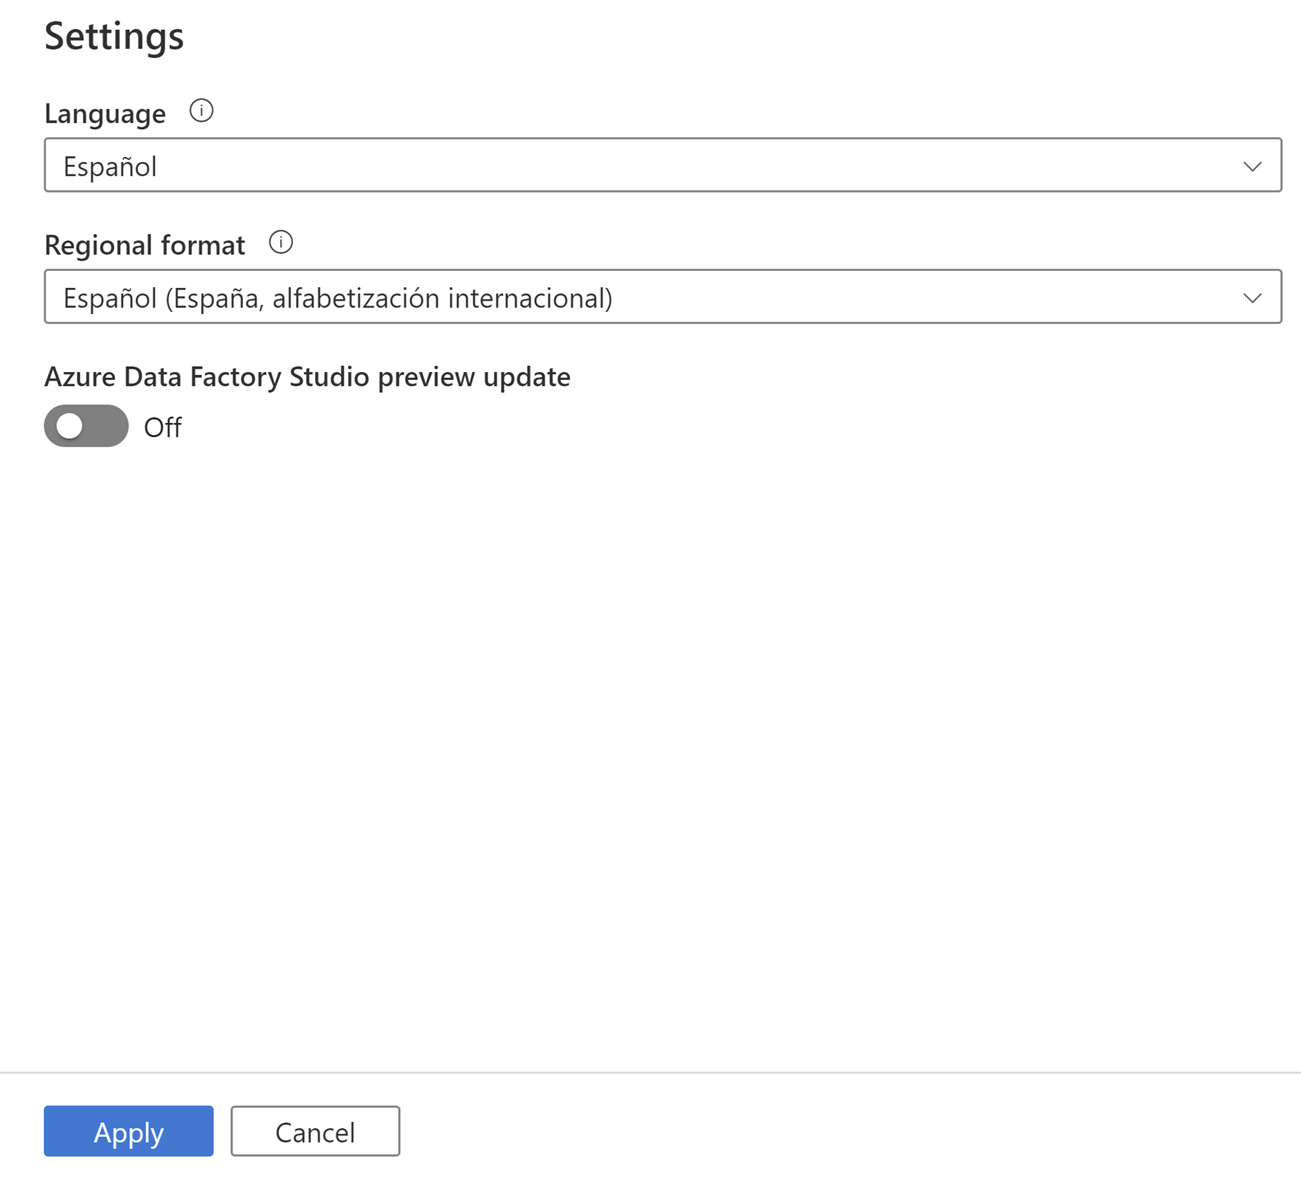 Settings
Language
Español
Regional format
Español (España, alfabetización internacional)
Azure Data Factory Studio preview update
Off
Apply
Cancel